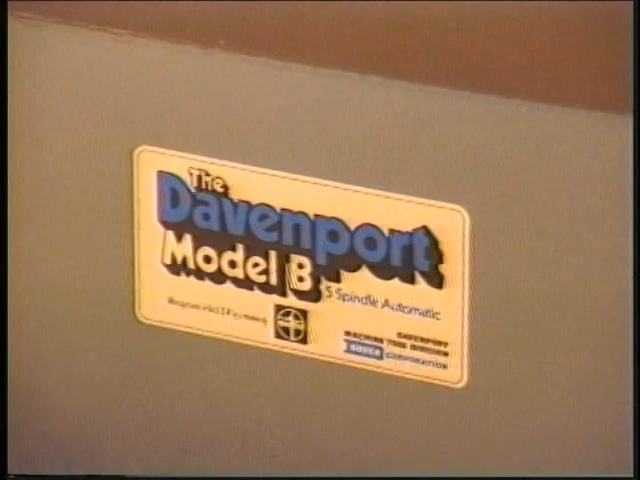 The
Davenport
Model B
5 Spindle Automatic
DAVENPORT
MACHINE TOOL DIVISION
DOVER CORPORATION